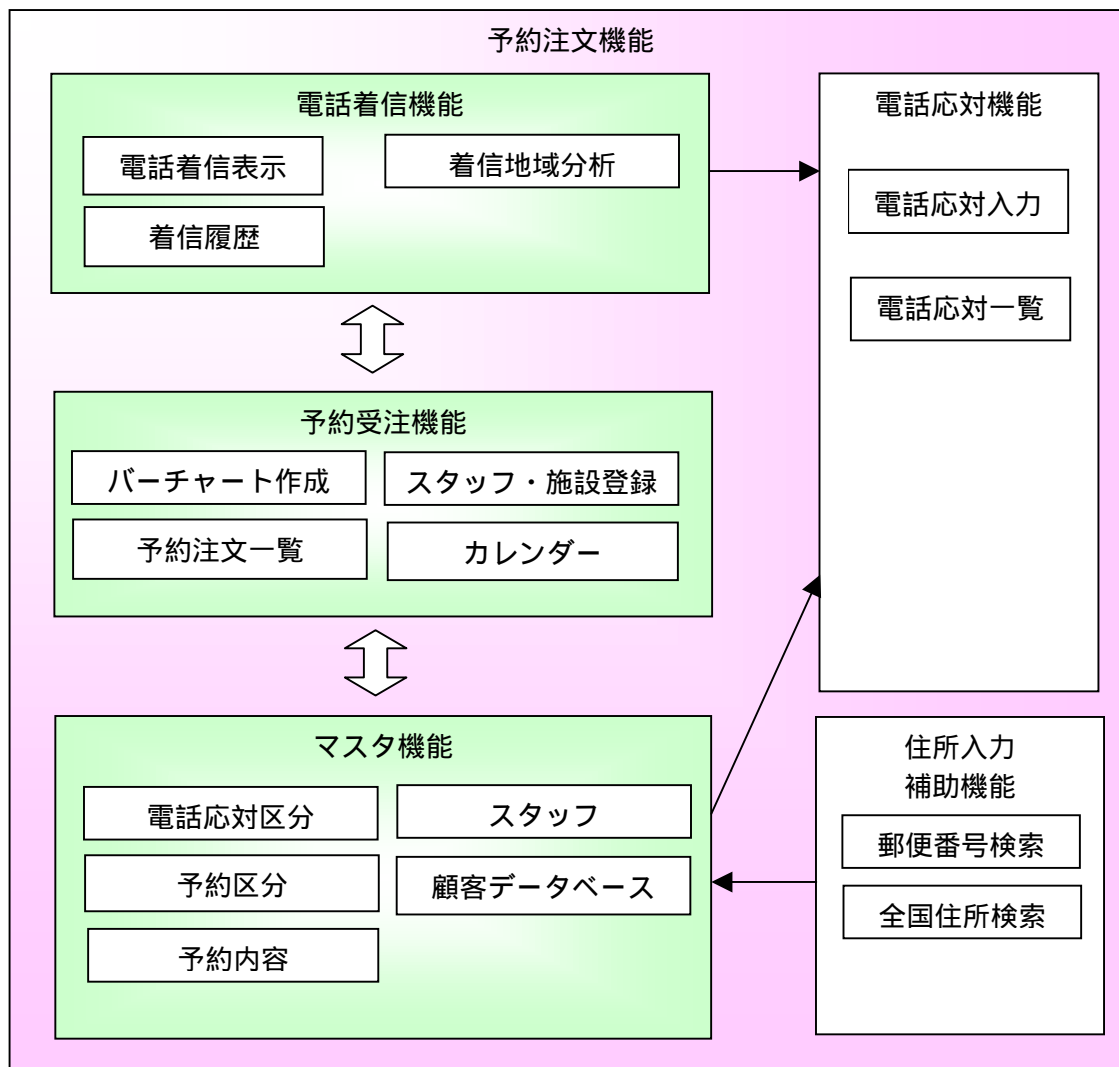 予約注文機能
電話着信機能
電話着信表示
着信地域分析
着信履歴
電話応対機能
電話応対入力
電話応対一覧
予約受注機能
バーチャート作成
スタッフ・施設登録
予約注文一覧
カレンダー
マスタ機能
電話応対区分
スタッフ
予約区分
顧客データベース
予約内容
住所入力
補助機能
郵便番号検索
全国住所検索